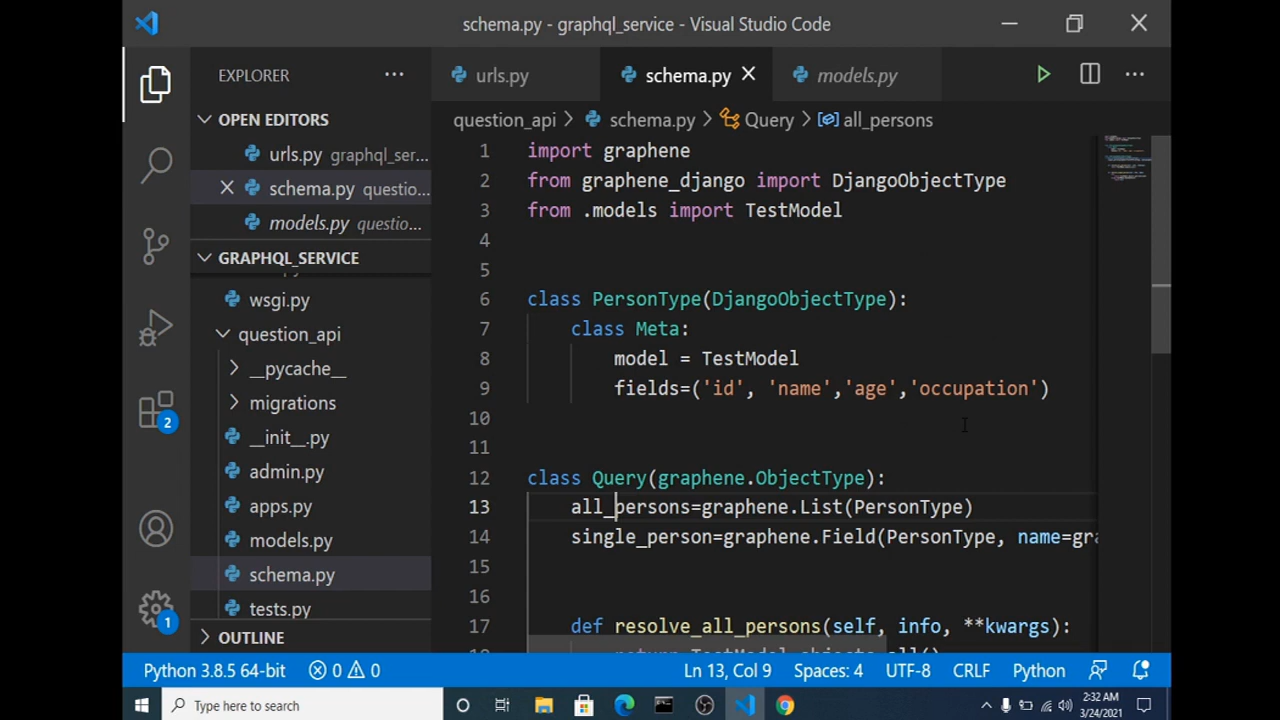 schema.py - graphql_service - Visual Studio Code
EXPLORER
urls.py
schema.py
models.py
OPEN EDITORS
question_api > schema.py > Query > all_persons
urls.py graphql_ser...
schema.py questio...
models.py questio...
GRAPHQL_SERVICE
wsgi.py
question_api
__pycache__
migrations
__init__.py
admin.py
apps.py
models.py
schema.py
tests.py
OUTLINE
2
1
1 import graphene
2 from graphene_django import DjangoObjectType
3 from .models import TestModel
4
5
6 class PersonType(DjangoObjectType):
7 class Meta:
8 model = TestModel
9 fields=('id', 'name','age','occupation')
10
11
12 class Query(graphene.ObjectType):
13 all_persons=graphene.List(PersonType)
14 single_person=graphene.Field(PersonType, name=gra
15
16
17 def resolve_all_persons(self, info, **kwargs):
Python 3.8.5 64-bit 0 0 Ln 13, Col 9 Spaces: 4 UTF-8 CRLF Python
Type here to search
2:32 AM
3/24/2021